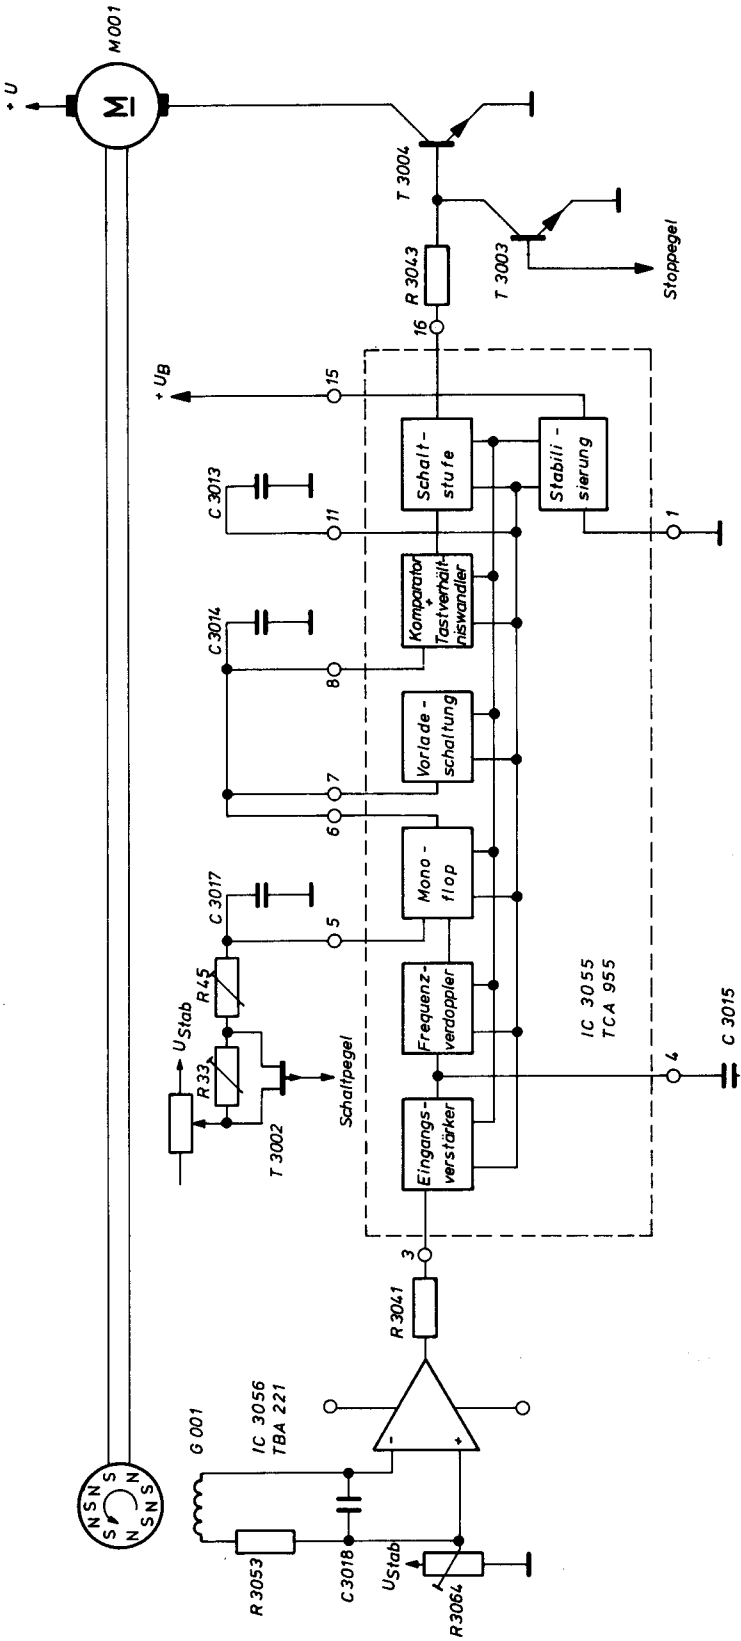 + U
M001
M
S
N
S
N
S
N
S
N
S
N
G 001
R 3053
C 3018
IC 3056
TBA 221
-
+
UStab
R 3064
R 3041
3
UStab
R 33
R 45
T 3002
Schaltpegel
C 3017
5
6
7
8
C 3014
C 3013
11
+ UB
15
16
Eingangs-
verstärker
Frequenz-
verdoppler
Mono-
flop
Vorlade-
schaltung
Komparator
+
Tastverhält-
niswandler
Schalt-
stufe
Stabili-
sierung
4
C 3015
IC 3055
TCA 955
1
R 3043
T 3004
T 3003
Stoppegel